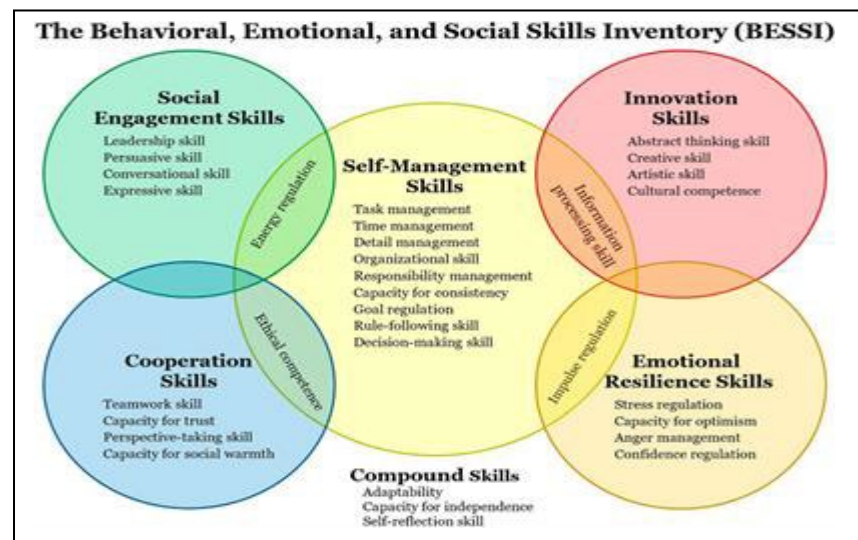 The Behavioral, Emotional, and Social Skills Inventory (BESSI)
Social
Engagement Skills
Leadership skill
Persuasive skill
Conversational skill
Expressive skill
Energy regulation
Self-Management
Skills
Task management
Time management
Detail management
Organizational skill
Responsibility management
Capacity for consistency
Goal regulation
Rule-following skill
Decision-making skill
Information
processing skill
Innovation
Skills
Abstract thinking skill
Creative skill
Artistic skill
Cultural competence
Cooperation
Skills
Teamwork skill
Capacity for trust
Perspective-taking skill
Capacity for social warmth
Ethical competence
Impulse regulation
Emotional
Resilience Skills
Stress regulation
Capacity for optimism
Anger management
Confidence regulation
Compound Skills
Adaptability
Capacity for independence
Self-reflection skill